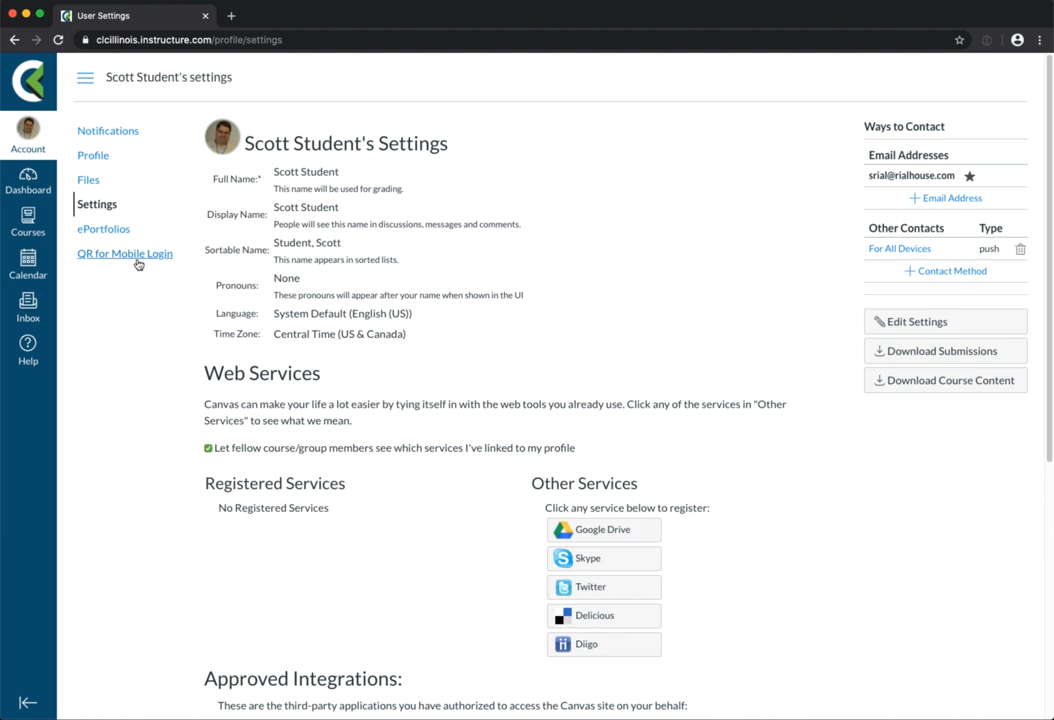 User Settings
clcillinois.instructure.com/profile/settings
Scott Student's settings
Account
Dashboard
Courses
Calendar
Inbox
Help
Notifications
Profile
Files
Settings
ePortfolios
QR for Mobile Login
Scott Student's Settings
Full Name:* Scott Student
This name will be used for grading.
Display Name: Scott Student
People will see this name in discussions, messages and comments.
Sortable Name: Student, Scott
This name appears in sorted lists.
Pronouns: None
These pronouns will appear after your name when shown in the UI
Language: System Default (English (US))
Time Zone: Central Time (US & Canada)
Web Services
Canvas can make your life a lot easier by tying itself in with the web tools you already use. Click any of the services in "Other
Services" to see what we mean.
Let fellow course/group members see which services I've linked to my profile
Registered Services
No Registered Services
Other Services
Click any service below to register:
Google Drive
Skype
Twitter
Delicious
Diigo
Approved Integrations:
These are the third-party applications you have authorized to access the Canvas site on your behalf:
Ways to Contact
Email Addresses
srial@rialhouse.com
+ Email Address
Other Contacts Type
For All Devices push
+ Contact Method
Edit Settings
Download Submissions
Download Course Content